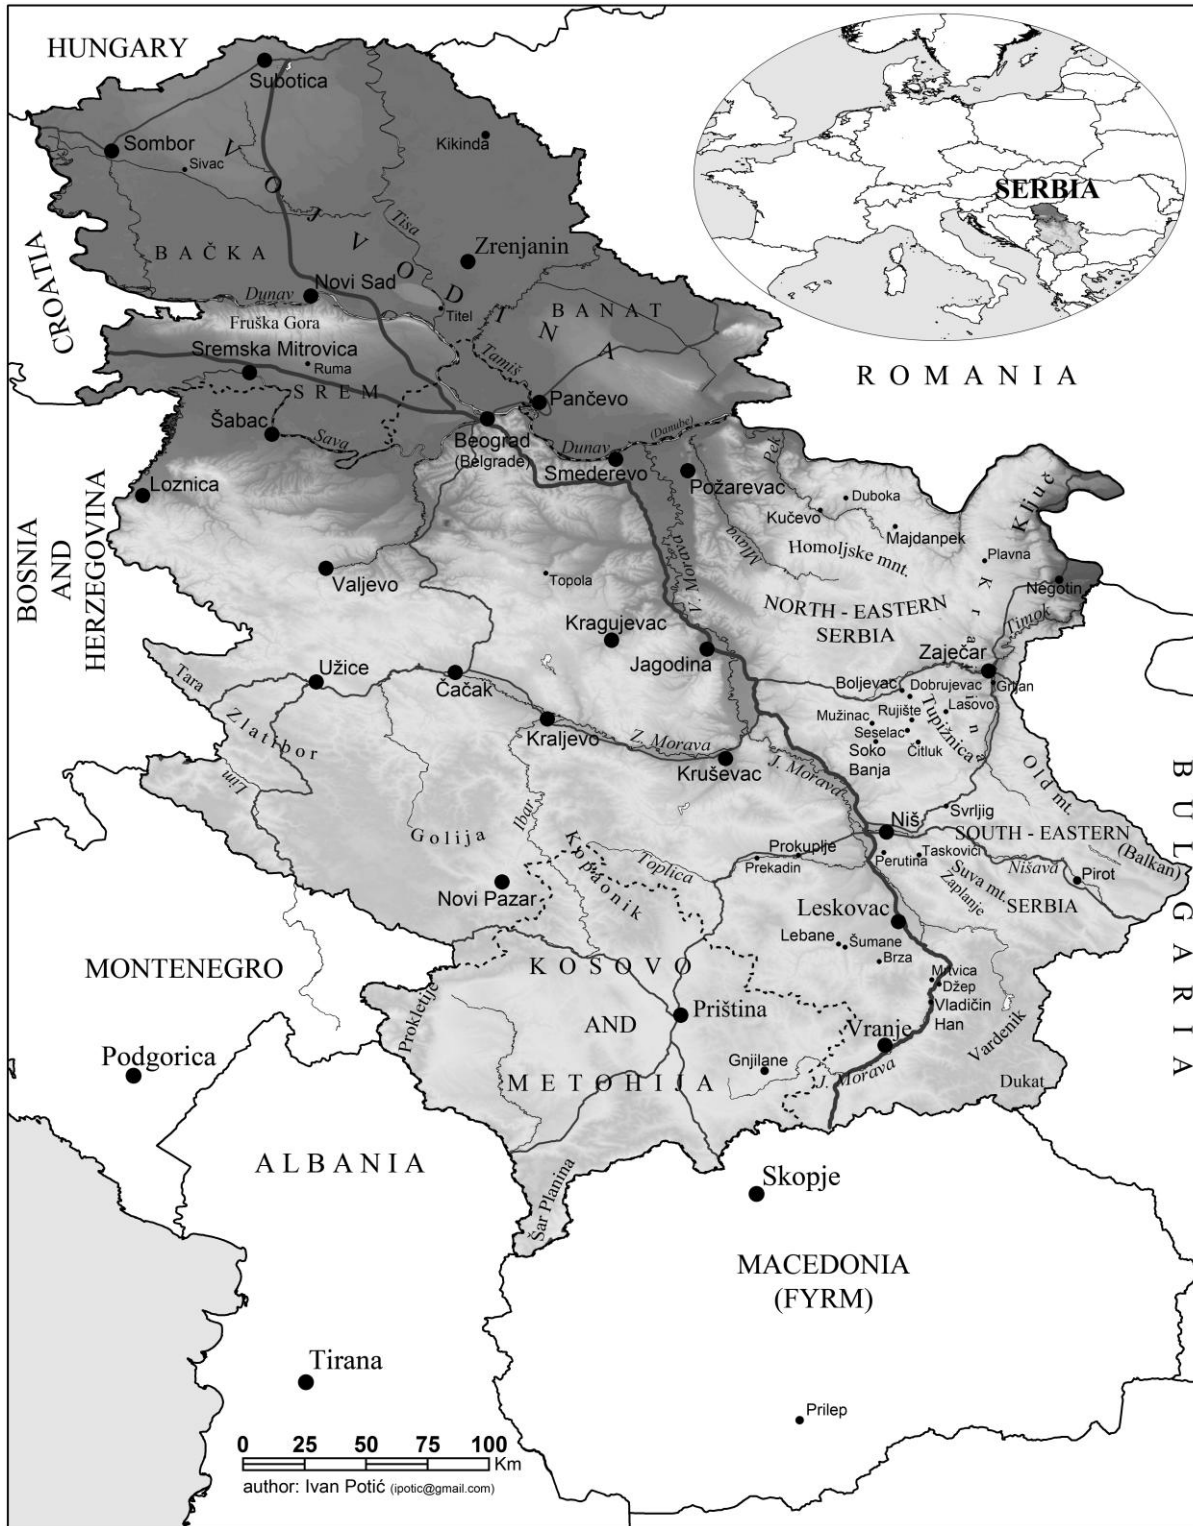 HUNGARY
Subotica
Sombor
Sivac
Kikinda
VOJVODINA
Tisa
BAČKA
Zrenjanin
SERBIA
CROATIA
Novi Sad
Dunav
Titel
BANAT
Fruška Gora
Sremska Mitrovica
Ruma
SREM
Tamiš
Pančevo
ROMANIA
Šabac
Sava
Beograd
(Belgrade)
Dunav
(Danube)
Smederevo
Požarevac
Pek
Loznica
Duboka
Kučevo
Majdanpek
Ključ
BOSNIA
AND
HERZEGOVINA
Mlava
Homoljske mnt.
Plavna
Valjevo
Topola
V. Morava
Negotin
Krajina
NORTH - EASTERN
SERBIA
Timok
Kragujevac
Jagodina
Zaječar
Užice
Čačak
Boljevac
Dobrujevac
Grljan
Tara
Zlatibor
Lasovo
Mužinac
Rujište
Tupižnica
Kraljevo
Z. Morava
Seselac
Soko
Banja
Čitluk
Kruševac
J. Morava
Old mt.
BULGARIA
Lim
Ibar
Golija
Svrljig
Niš
SOUTH - EASTERN
(Balkan)
Kopaonik
Toplica
Prokuplje
Prekadin
Perutina
Taskovići
Nišava
Pirot
Suva mt.
Zaplanje
SERBIA
Novi Pazar
Leskovac
Lebane
Šumane
Brza
MONTENEGRO
KOSOVO
AND
METOHIJA
Mrtvica
Džep
Vladičin
Han
Prokletije
Priština
Vranje
Vardenik
Podgorica
Gnjilane
J. Morava
Dukat
ALBANIA
Šar Planina
Skopje
MACEDONIA
(FYRM)
Tirana
Prilep
0 25 50 75 100
Km
author: Ivan Potić (ipotic@gmail.com)